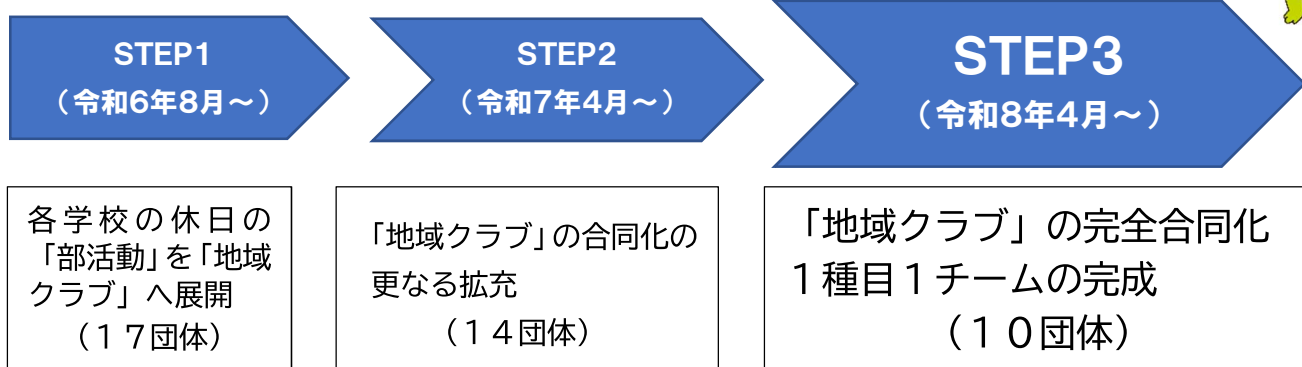 STEP1
（令和6年8月～）
STEP2
（令和7年4月～）
STEP3
（令和8年4月～）
各学校の休日の
「部活動」を「地域
クラブ」へ展開
（１７団体）
「地域クラブ」の合同化の
更なる拡充
（１４団体）
「地域クラブ」の完全合同化
１種目１チームの完成
（１０団体）